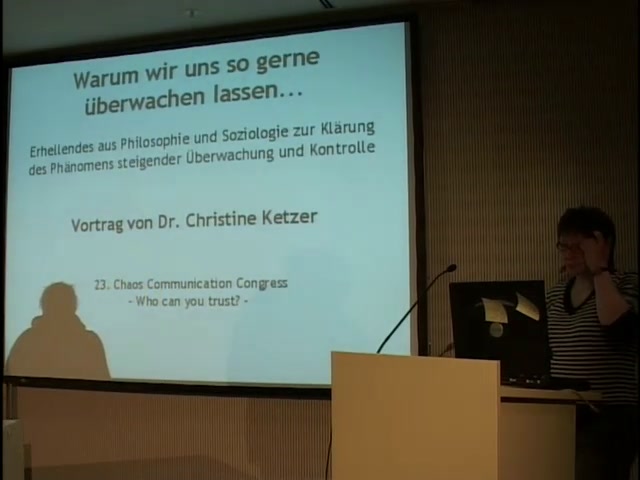 Warum wir uns so gerne
überwachen lassen...
Erhellendes aus Philosophie und Soziologie zur Klärung
des Phänomens steigender Überwachung und Kontrolle
Vortrag von Dr. Christine Ketzer
23. Chaos Communication Congress
- Who can you trust? -